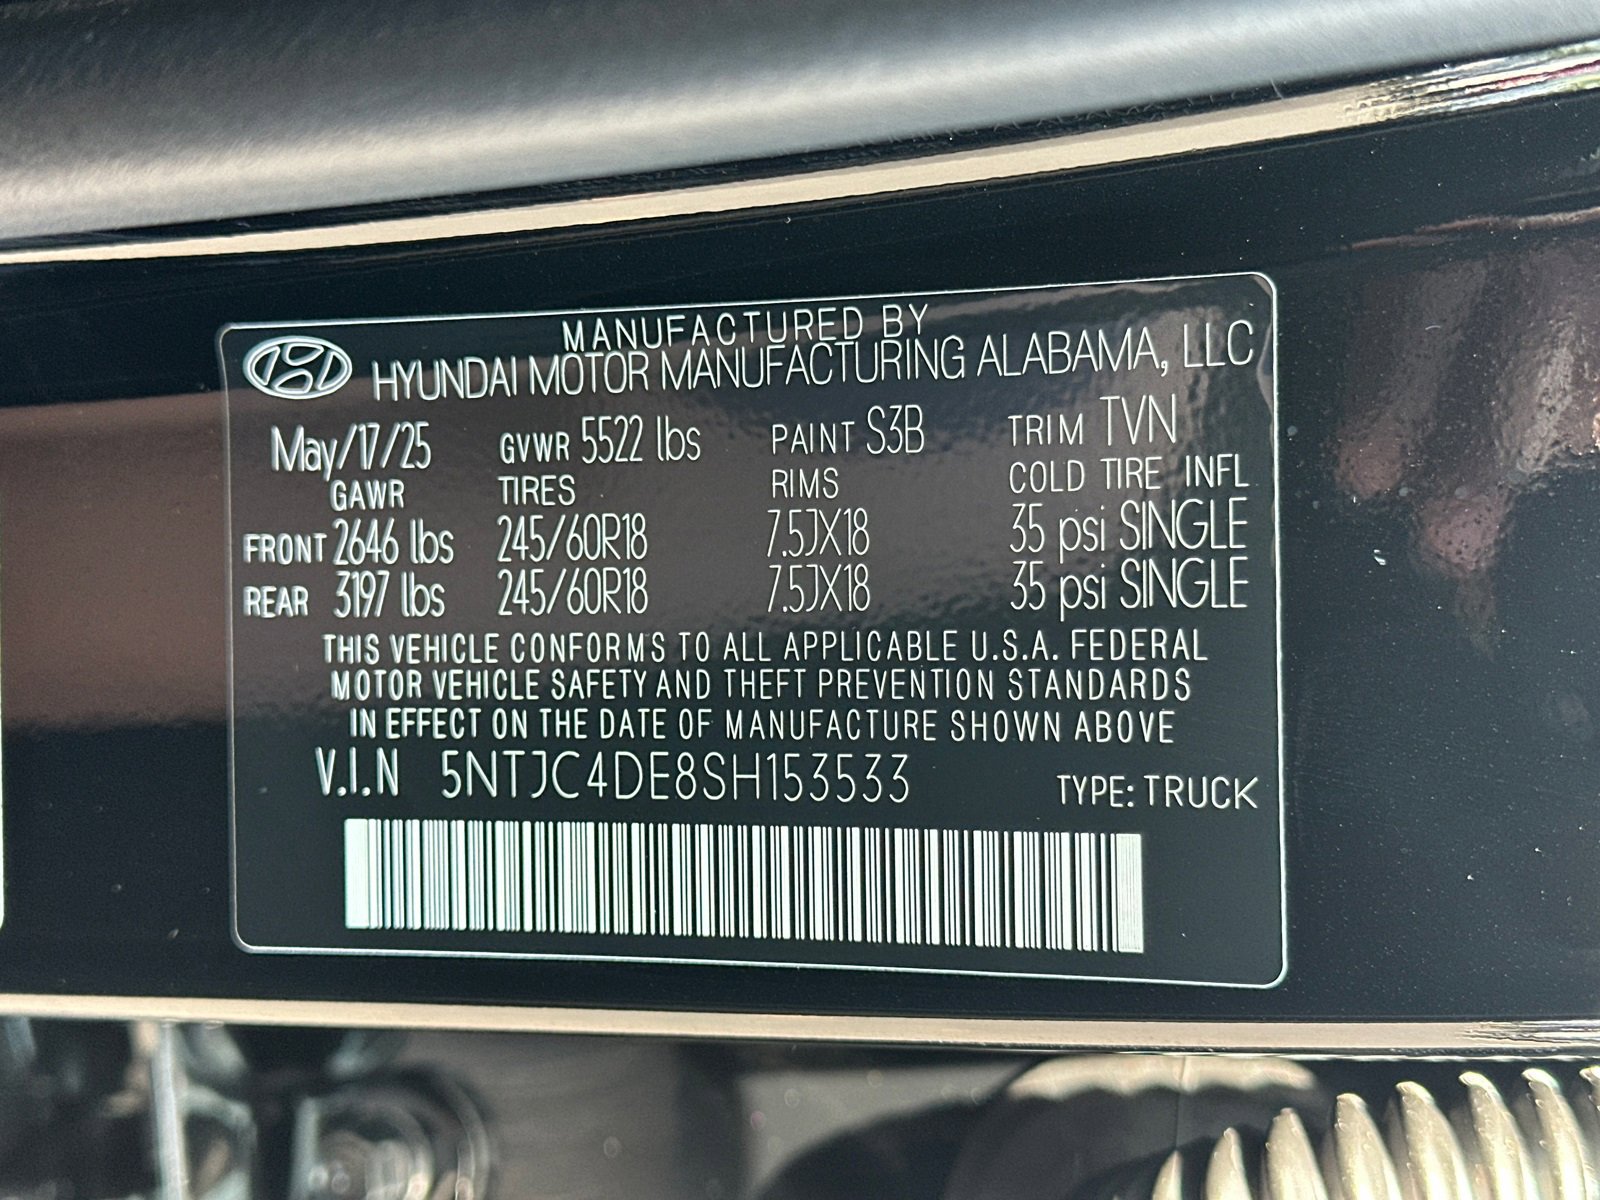 MANUFACTURED BY
HYUNDAI MOTOR MANUFACTURING ALABAMA, LLC
May/17/25 GVWR 5522 lbs PAINT S3B TRIM TVN
GAWR TIRES RIMS COLD TIRE INFL
FRONT 2646 lbs 245/60R18 7.5JX18 35 psi SINGLE
REAR 3197 lbs 245/60R18 7.5JX18 35 psi SINGLE
THIS VEHICLE CONFORMS TO ALL APPLICABLE U.S.A. FEDERAL
MOTOR VEHICLE SAFETY AND THEFT PREVENTION STANDARDS
IN EFFECT ON THE DATE OF MANUFACTURE SHOWN ABOVE
V.I.N 5NTJC4DE8SH153533 TYPE: TRUCK